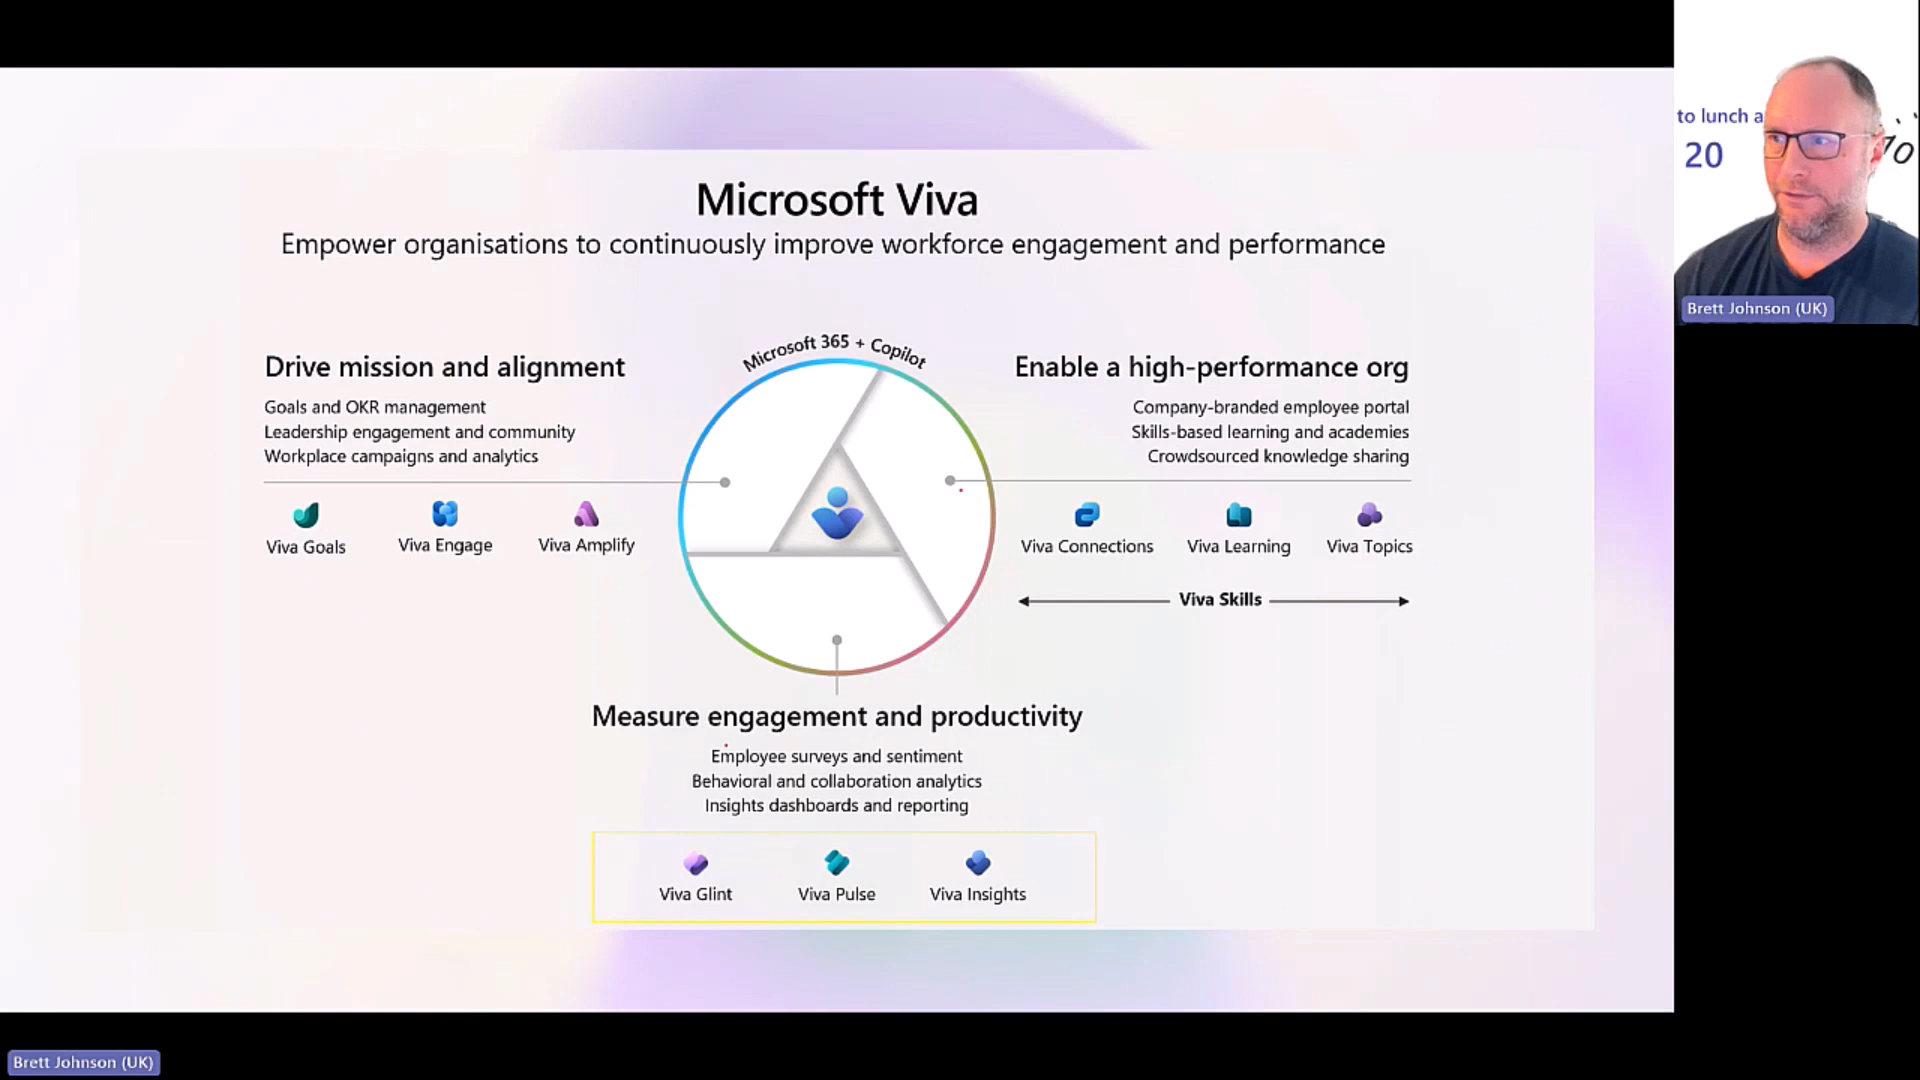 Microsoft Viva
Empower organisations to continuously improve workforce engagement and performance
Microsoft 365 + Copilot
Drive mission and alignment
Goals and OKR management
Leadership engagement and community
Workplace campaigns and analytics
Viva Goals
Viva Engage
Viva Amplify
Enable a high-performance org
Company-branded employee portal
Skills-based learning and academies
Crowdsourced knowledge sharing
Viva Connections
Viva Learning
Viva Topics
Viva Skills
Measure engagement and productivity
Employee surveys and sentiment
Behavioral and collaboration analytics
Insights dashboards and reporting
Viva Glint
Viva Pulse
Viva Insights
to lunch a
20
10
Brett Johnson (UK)
Brett Johnson (UK)